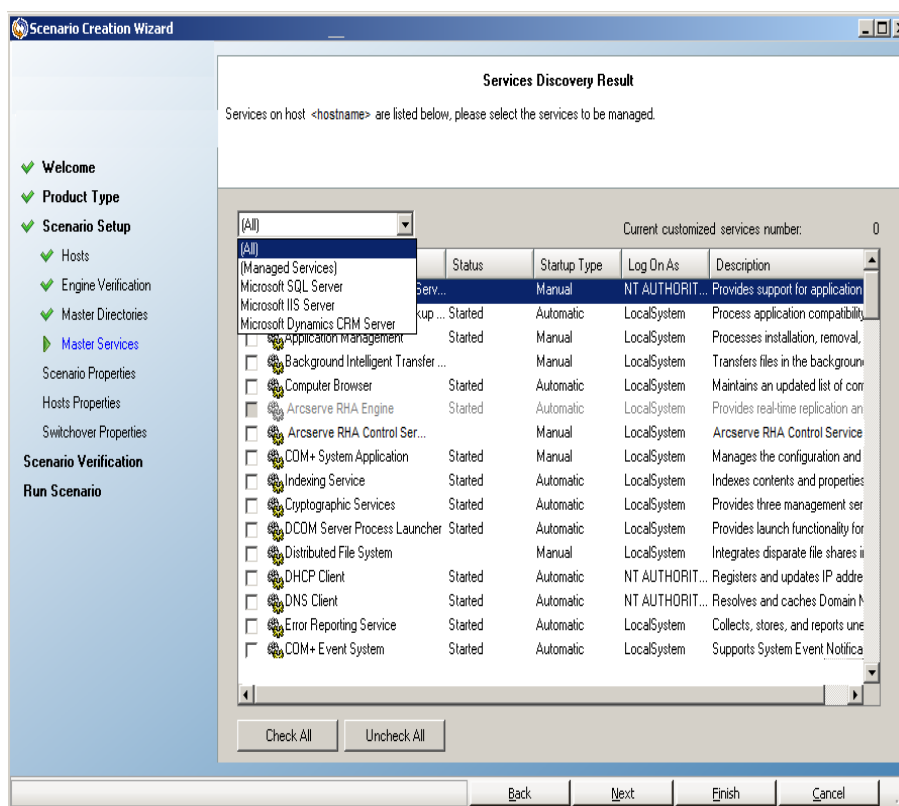 Scenario Creation Wizard
Services Discovery Result
Services on host <hostname> are listed below, please select the services to be managed.
Welcome
Product Type
Scenario Setup
Hosts
Engine Verification
Master Directories
Master Services
Scenario Properties
Hosts Properties
Switchover Properties
Scenario Verification
Run Scenario
(All)
Current customized services number: 0
(All)
(Managed Services)
Microsoft SQL Server
Microsoft IIS Server
Microsoft Dynamics CRM Server
Status Startup Type Log On As Description
Serv... Manual NT AUTHORIT... Provides support for application
kup ... Started Automatic LocalSystem Process application compatibility
Application Management Started Manual LocalSystem Processes installation, removal,
Background Intelligent Transfer ... Manual LocalSystem Transfers files in the backgroun
Computer Browser Started Automatic LocalSystem Maintains an updated list of com
Arcserve RHA Engine Started Automatic LocalSystem Provides real-time replication an
Arcserve RHA Control Ser... Manual LocalSystem Arcserve RHA Control Service
COM+ System Application Started Manual LocalSystem Manages the configuration and
Indexing Service Started Automatic LocalSystem Indexes contents and properties
Cryptographic Services Started Automatic LocalSystem Provides three management ser
DCOM Server Process Launcher Started Automatic LocalSystem Provides launch functionality for
Distributed File System Manual LocalSystem Integrates disparate file shares i
DHCP Client Started Automatic NT AUTHORIT... Registers and updates IP addre
DNS Client Started Automatic NT AUTHORIT... Resolves and caches Domain N
Error Reporting Service Started Automatic LocalSystem Collects, stores, and reports une
COM+ Event System Started Automatic LocalSystem Supports System Event Notifica
Check All Uncheck All
Back Next Finish Cancel